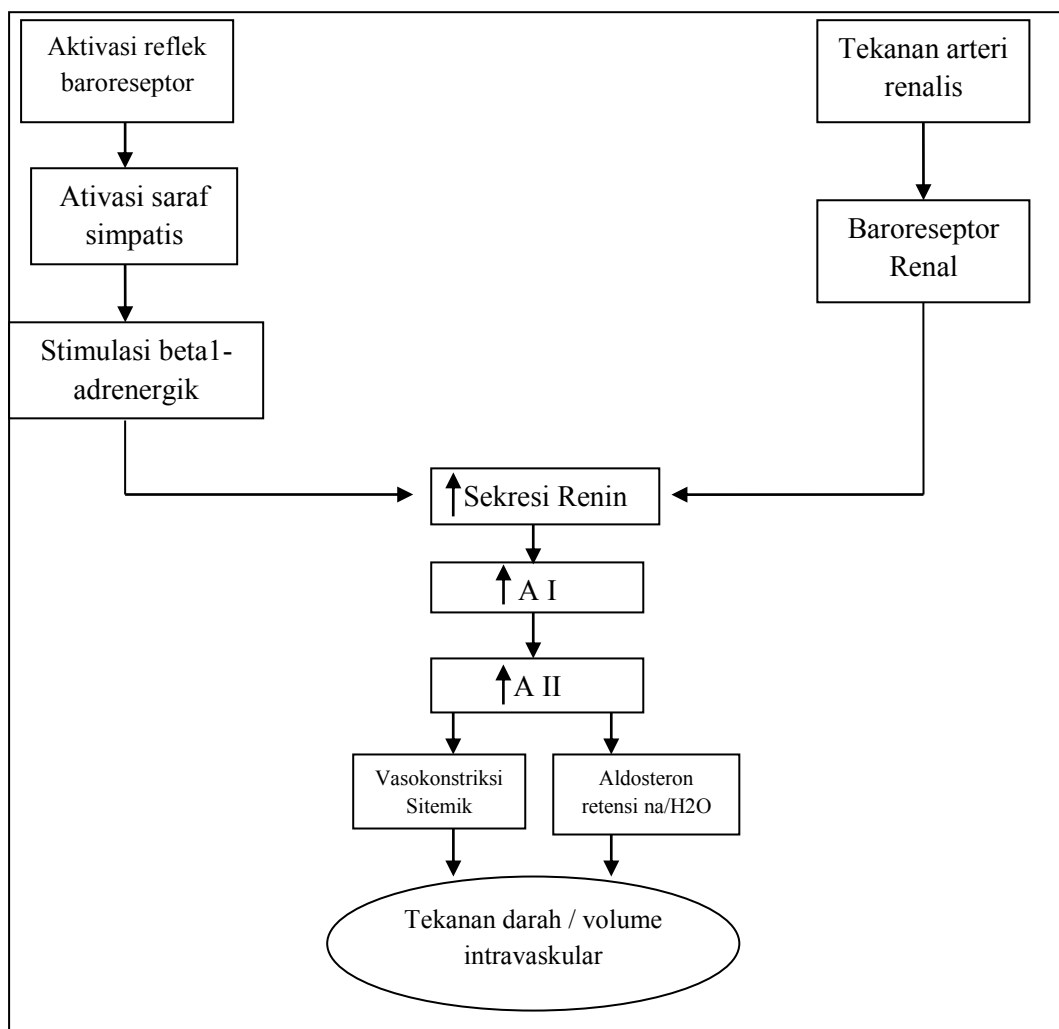 Aktivasi reflek
baroreseptor
Tekanan arteri
renalis
Ativasi saraf
simpatis
Baroreseptor
Renal
Stimulasi beta1-
adrenergik
Sekresi Renin
A I
A II
Vasokonstriksi
Sitemik
Aldosteron
retensi na/H2O
Tekanan darah / volume
intravaskular